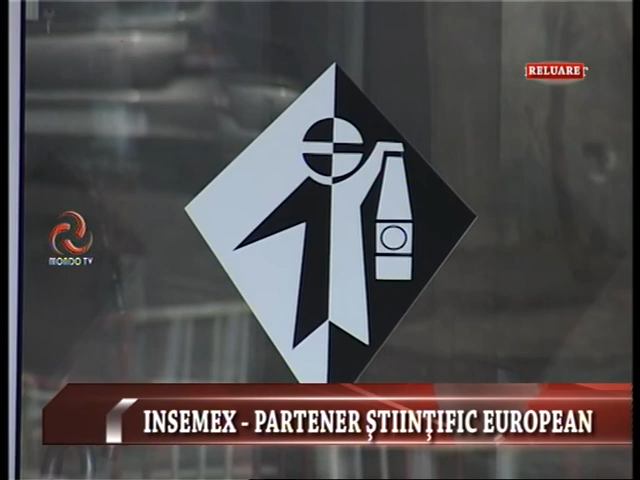 RELUARE
MONDO TV
INSEMEX - PARTENER ŞTIINŢIFIC EUROPEAN